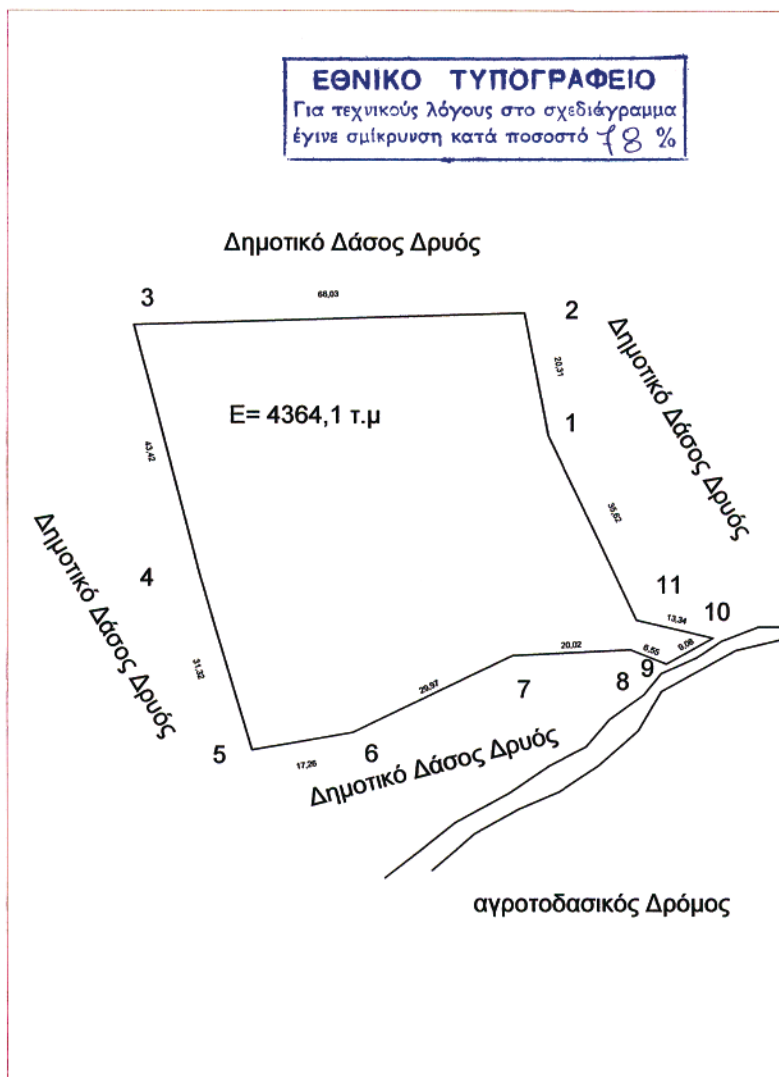 ΕΘΝΙΚΟ ΤΥΠΟΓΡΑΦΕΙΟ
Για τεχνικούς λόγους στο σχεδιάγραμμα
έγινε σμίκρυνση κατά ποσοστό 78 %
Δημοτικό Δάσος Δρυός
3
68,03
2
Δημοτικό Δάσος Δρυός
20,31
Ε= 4364,1 τ.μ
1
43,42
35,62
Δημοτικό Δάσος Δρυός
4
11
10
13,34
20,02
6,55
9,08
9
8
7
31,32
29,97
5
6
17,26
Δημοτικό Δάσος Δρυός
αγροτοδασικός Δρόμος